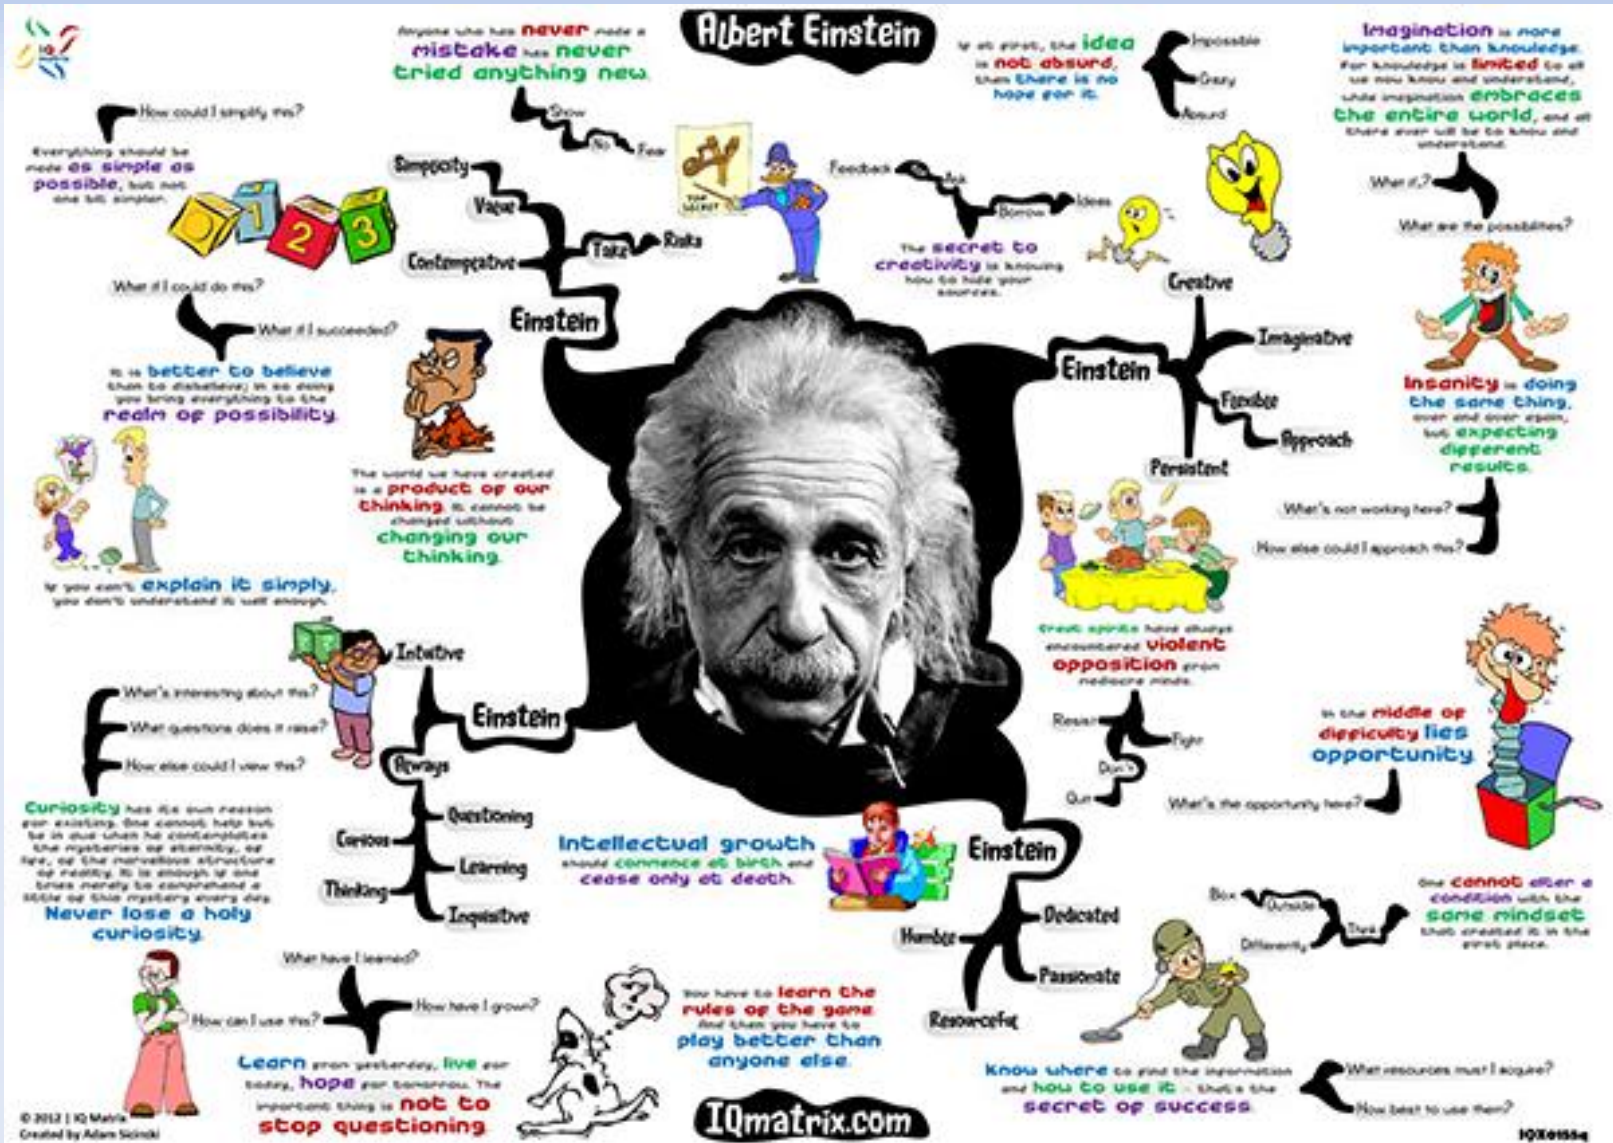 Albert Einstein
IQ
Anyone who has never made a
mistake has never
tried anything new.
Show
No
Fear
If at first, the idea
is not absurd,
then there is no
hope for it.
Impossible
Crazy
Absurd
Imagination is more
important than knowledge.
For knowledge is limited to all
we now know and understand,
while imagination embraces
the entire world, and all
there ever will be to know and
understand.
What if,?
What are the possibilities?
How could I simplify this?
Everything should be
made as simple as
possible, but not
one bit simpler.
1
2
3
Simplicity
Vague
Contemplative
Take
Risks
Einstein
TOP
SECRET
Feedback
Ask
Borrow
Ideas
The secret to
creativity is knowing
how to hide your
sources.
Creative
Imaginative
Einstein
Flexible
Approach
Persistent
What if I could do this?
What if I succeeded?
It is better to believe
than to disbelieve; in so doing
you bring everything to the
realm of possibility.
Insanity is doing
the same thing,
over and over again,
but expecting
different
results.
What's not working here?
How else could I approach this?
The world we have created
is a product of our
thinking. It cannot be
changed without
changing our
thinking.
If you can't explain it simply,
you don't understand it well enough.
Great spirits have always
encountered violent
opposition from
mediocre minds.
Resist
Fight
Don't
Quit
In the middle of
difficulty lies
opportunity.
What's the opportunity here?
Intuitive
Einstein
Always
Questioning
Curious
Learning
Thinking
Inquisitive
What's interesting about this?
What questions does it raise?
How else could I view this?
Curiosity has its own reason
for existing. One cannot help but
be in awe when he contemplates
the mysteries of eternity, of
life, of the marvellous structure
of reality. It is enough if one
tries merely to comprehend a
little of this mystery every day.
Never lose a holy
curiosity.
Intellectual growth
should commence at birth and
cease only at death.
Einstein
Dedicated
Humble
Passionate
Resourceful
Box
Outside
Think
Differently
One cannot alter a
condition with the
same mindset
that created it in the
first place.
What have I learned?
How have I grown?
How can I use this?
Learn from yesterday, live for
today, hope for tomorrow. The
important thing is not to
stop questioning.
?
You have to learn the
rules of the game.
And then you have to
play better than
anyone else.
Know where to find the information
and how to use it - that's the
secret of success.
What resources must I acquire?
How best to use them?
© 2012 | IQ Matrix
Created by Adam Sicinski
IQmatrix.com